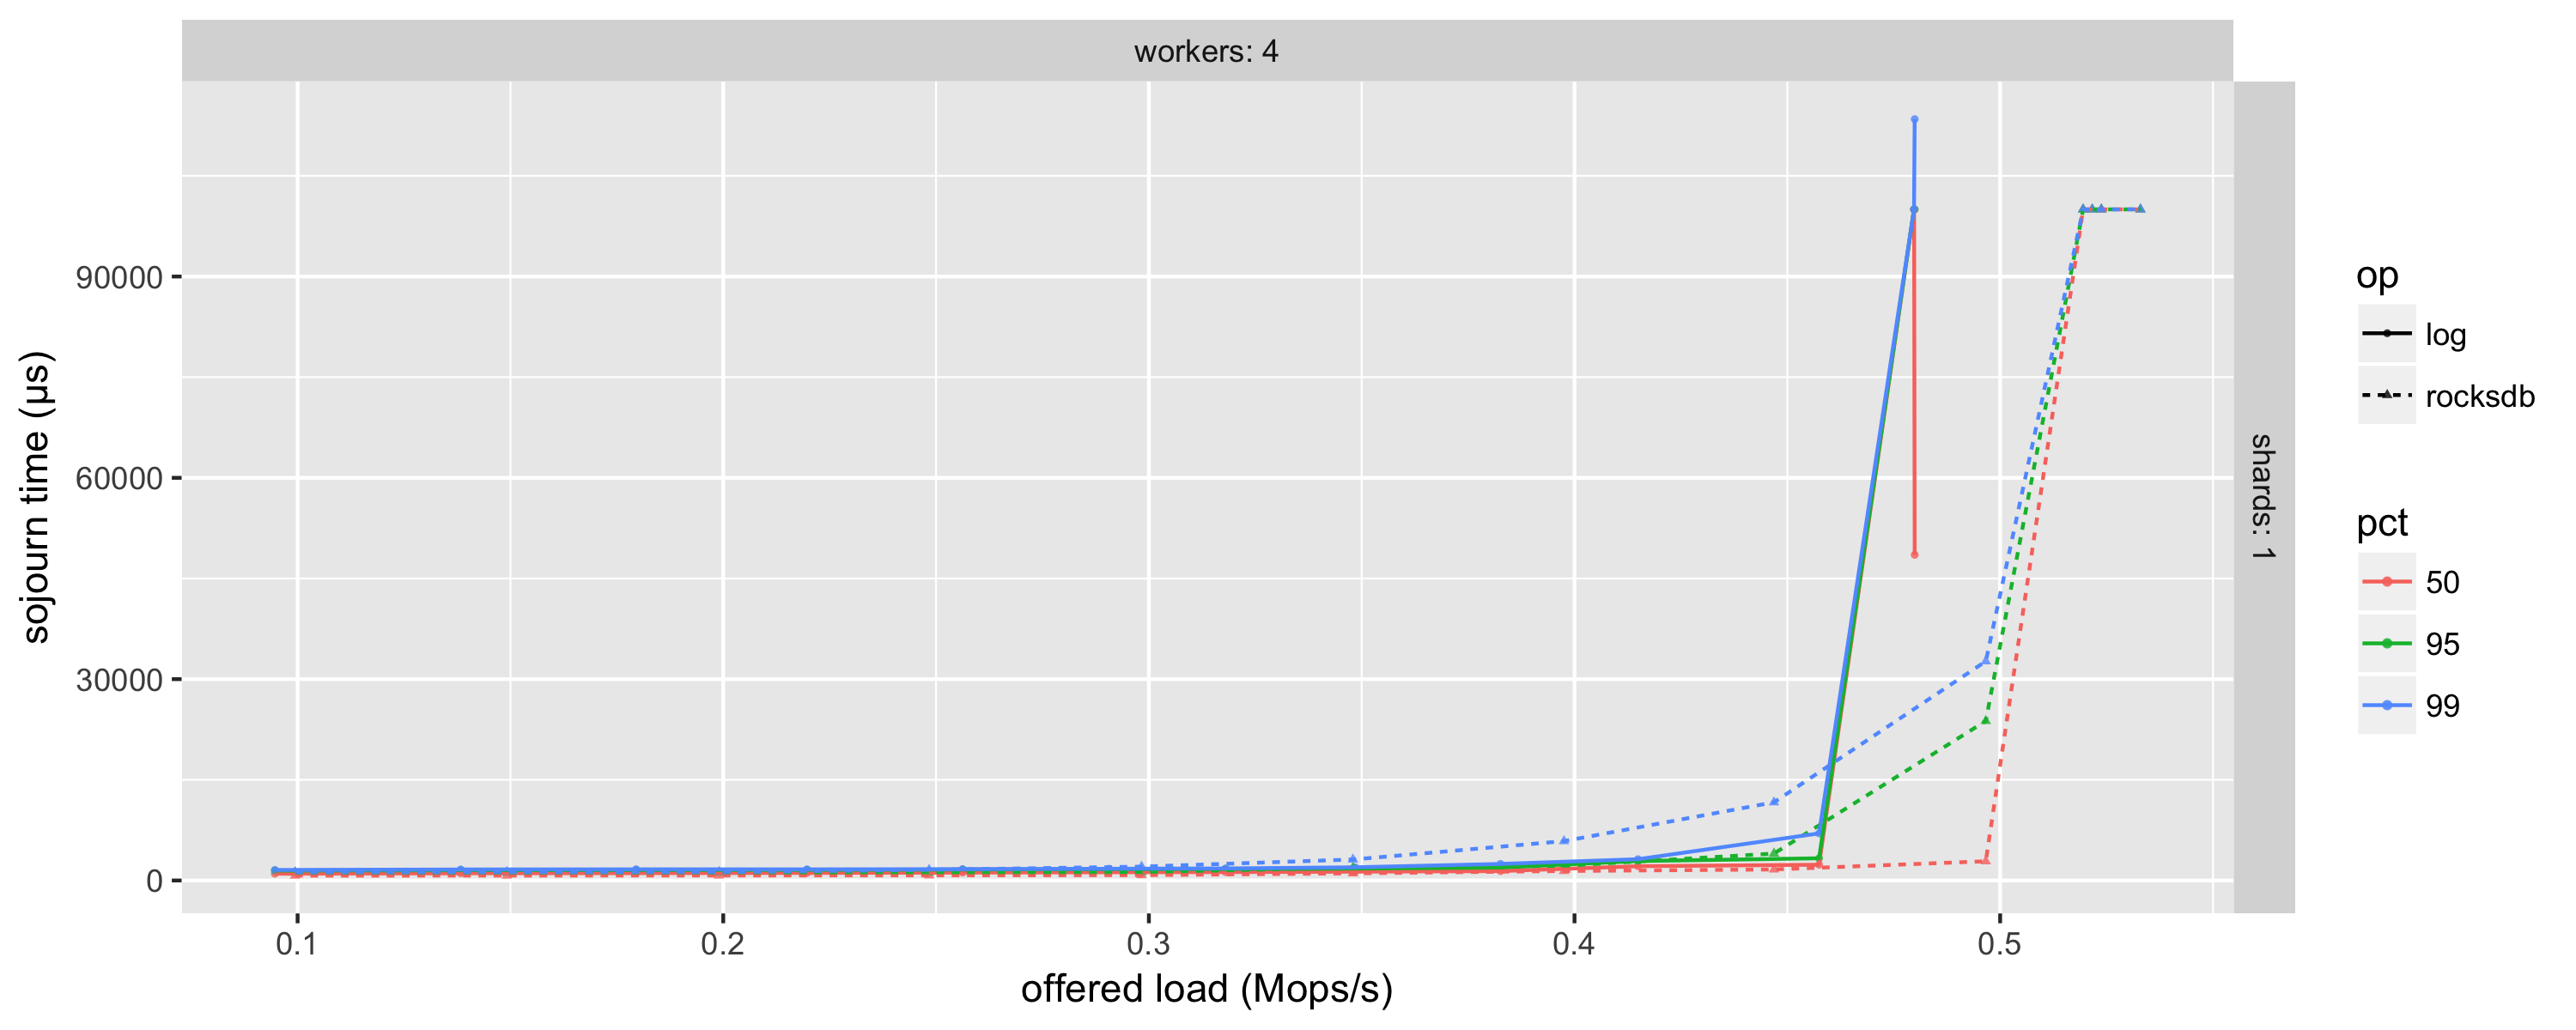 workers: 4
shards: 1
sojourn time (µs)
90000
60000
30000
0
0.1
0.2
0.3
0.4
0.5
offered load (Mops/s)
op
log
rocksdb
pct
50
95
99